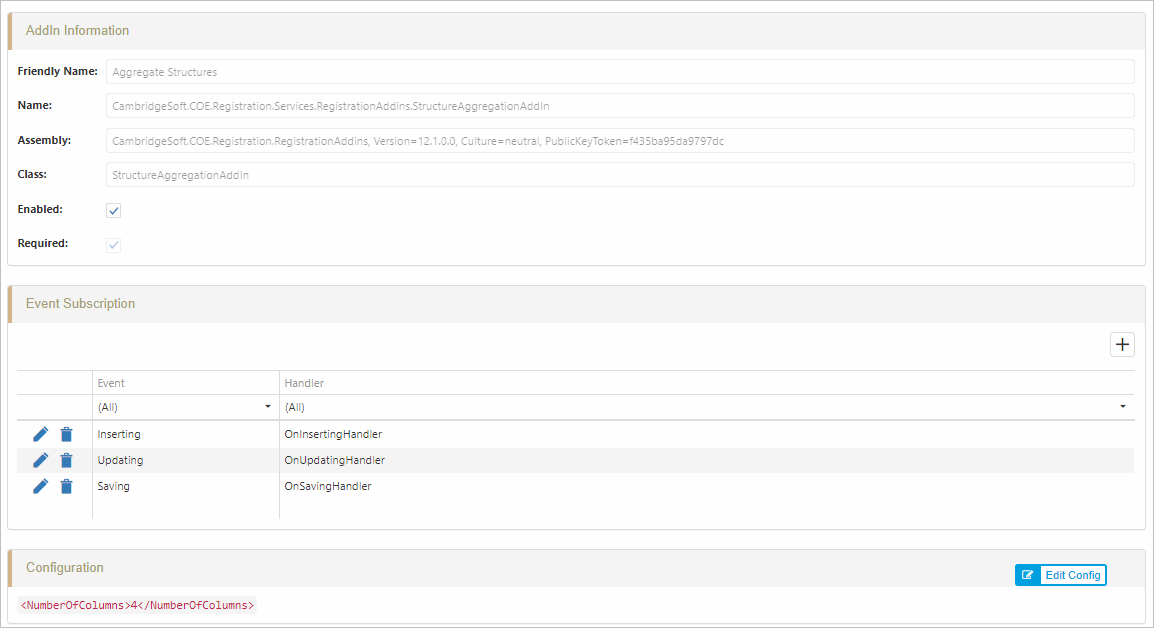 AddIn Information
Friendly Name: Aggregate Structures
Name: CambridgeSoft.COE.Registration.Services.RegistrationAddins.StructureAggregationAddIn
Assembly: CambridgeSoft.COE.Registration.RegistrationAddins, Version=12.1.0.0, Culture=neutral, PublicKeyToken=f435ba95da9797dc
Class: StructureAggregationAddIn
Enabled:
Required:
Event Subscription
Event Handler
(All) (All)
Inserting OnInsertingHandler
Updating OnUpdatingHandler
Saving OnSavingHandler
Configuration
Edit Config
<NumberOfColumns>4</NumberOfColumns>